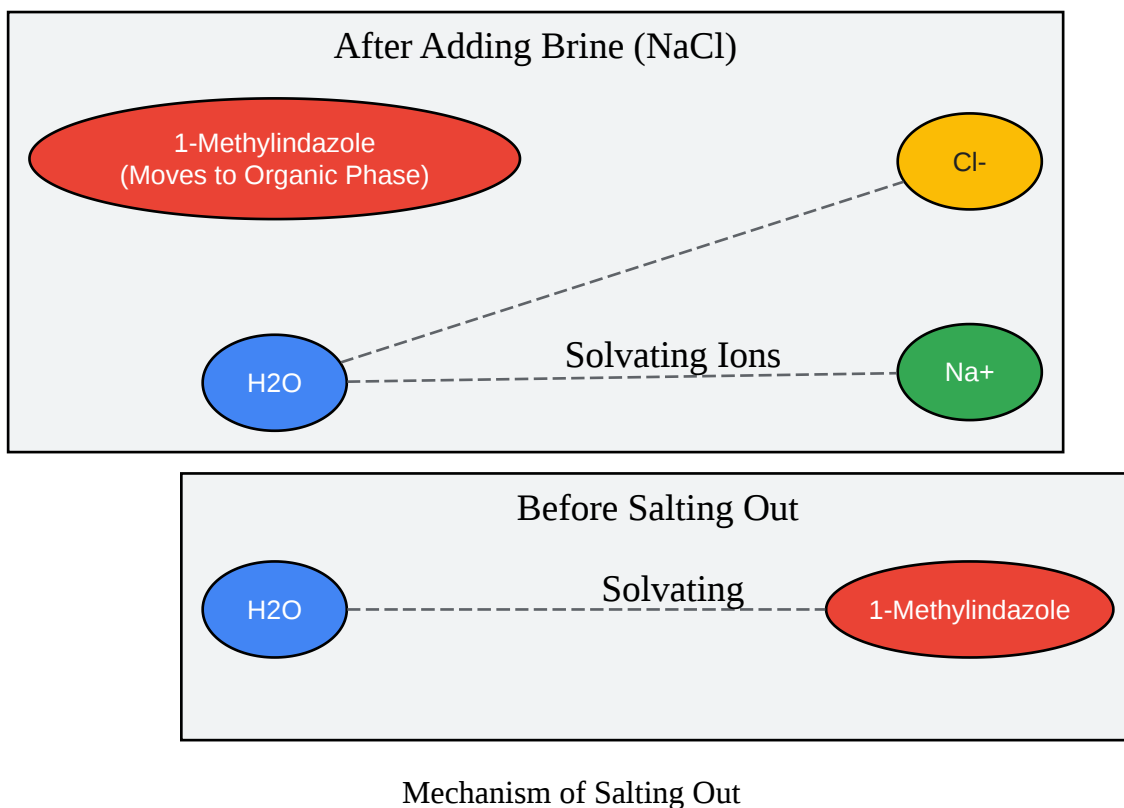 After Adding Brine (NaCl)
1-Methylindazole
(Moves to Organic Phase)
Cl-
Solvating Ions
H2O
Na+
Before Salting Out
Solvating
H2O
1-Methylindazole
Mechanism of Salting Out